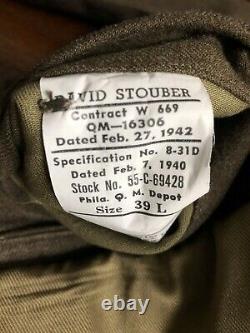 DAVID STOUBER
Contract W 669
QM-16306
Dated Feb. 27, 1942
Specification No. 8-31D
Dated Feb. 7, 1940
Stock No. 55-C-69428
Phila. Q. M. Depot
Size 39 L